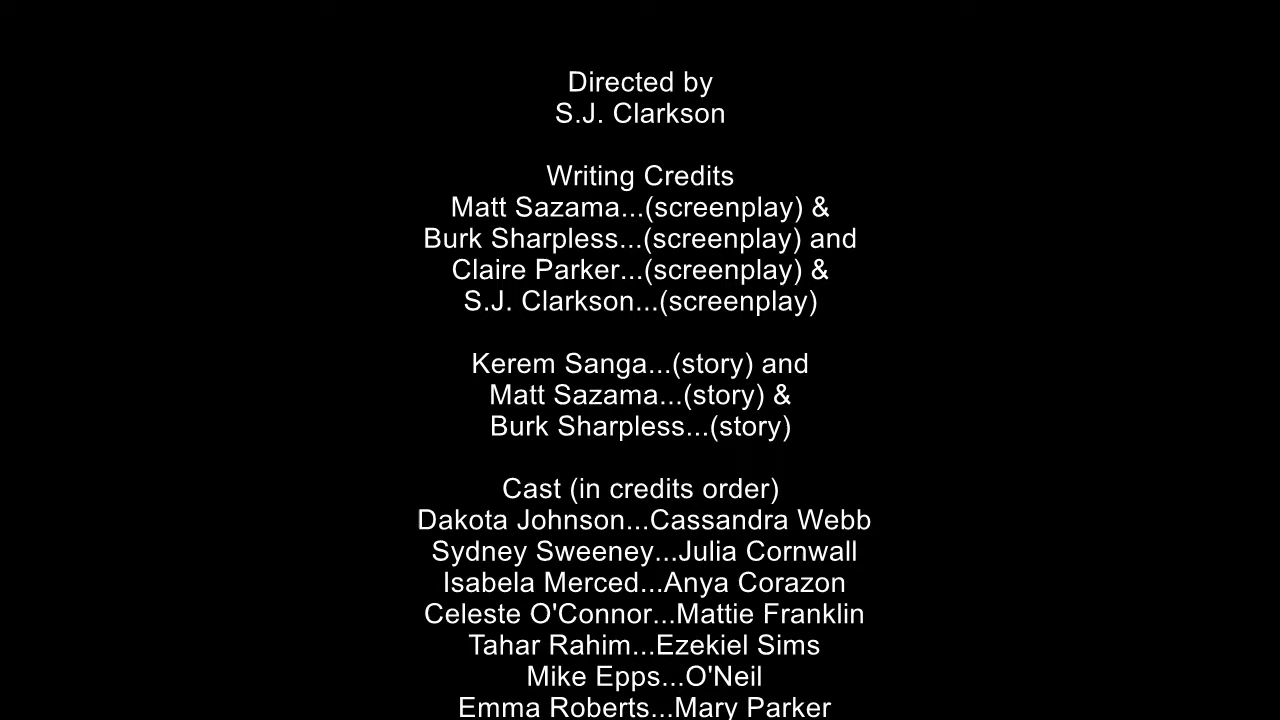 Directed by
S.J. Clarkson
Writing Credits
Matt Sazama...(screenplay) &
Burk Sharpless...(screenplay) and
Claire Parker...(screenplay) &
S.J. Clarkson...(screenplay)
Kerem Sanga...(story) and
Matt Sazama...(story) &
Burk Sharpless...(story)
Cast (in credits order)
Dakota Johnson...Cassandra Webb
Sydney Sweeney...Julia Cornwall
Isabela Merced...Anya Corazon
Celeste O'Connor...Mattie Franklin
Tahar Rahim...Ezekiel Sims
Mike Epps...O'Neil
Emma Roberts...Mary Parker